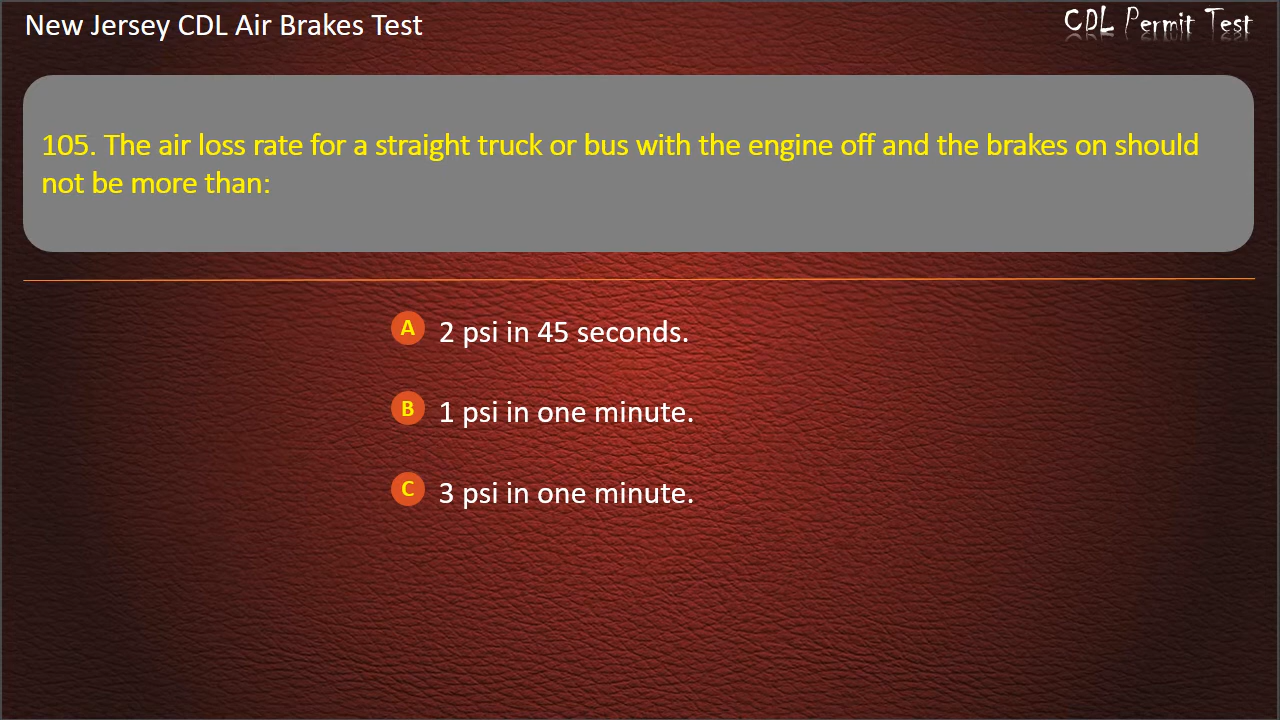 New Jersey CDL Air Brakes Test
CDL Permit Test
105. The air loss rate for a straight truck or bus with the engine off and the brakes on should
not be more than:
A 2 psi in 45 seconds.
B 1 psi in one minute.
C 3 psi in one minute.